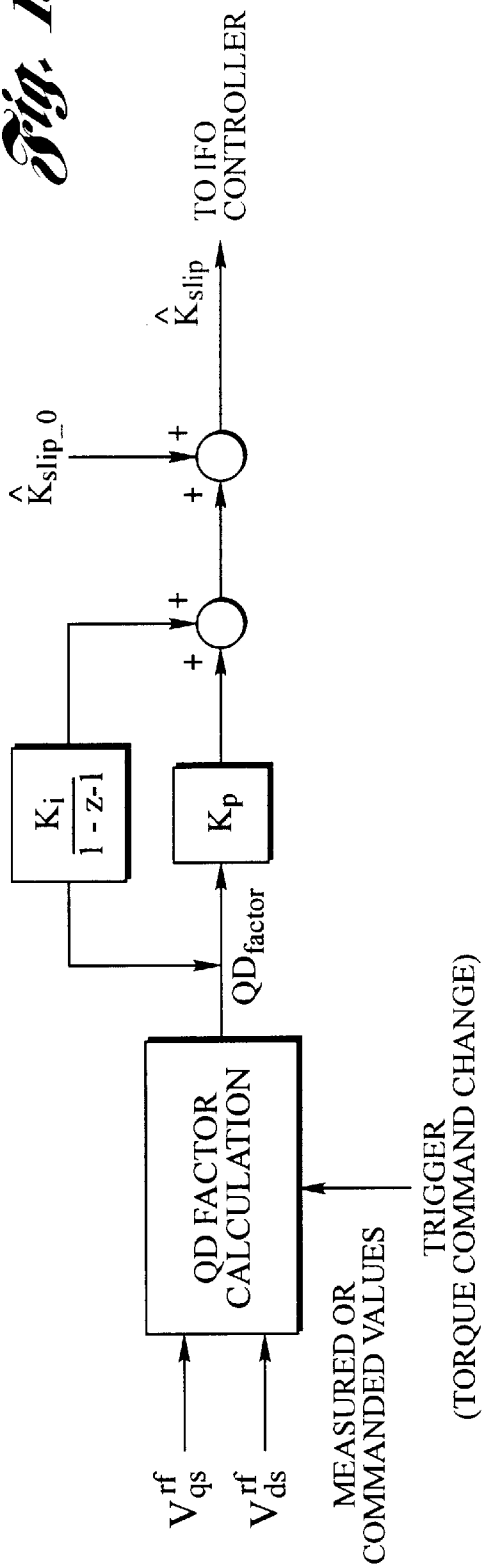 Fig. 1
K̂slip_0
Ki
1 - z-1
+
+
+
+
K̂slip
TO IFO
CONTROLLER
Vrfqs
Vrfds
QD FACTOR
CALCULATION
QDfactor
Kp
MEASURED OR
COMMANDED VALUES
TRIGGER
(TORQUE COMMAND CHANGE)